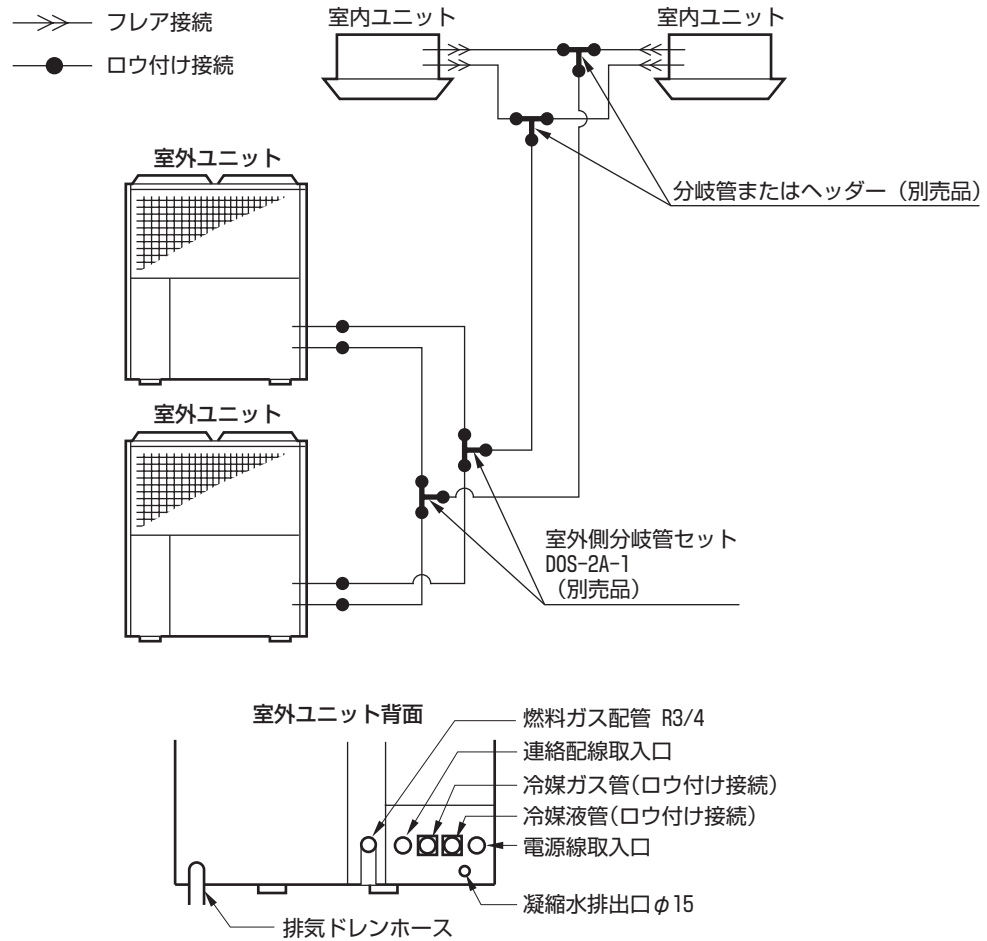 フレア接続
ロウ付け接続
室内ユニット
室内ユニット
分岐管またはヘッダー（別売品）
室外ユニット
室外ユニット
室外側分岐管セット
DOS-2A-1
（別売品）
室外ユニット背面
燃料ガス配管 R3/4
連絡配線取入口
冷媒ガス管(ロウ付け接続)
冷媒液管(ロウ付け接続)
電源線取入口
凝縮水排出口φ15
排気ドレンホース